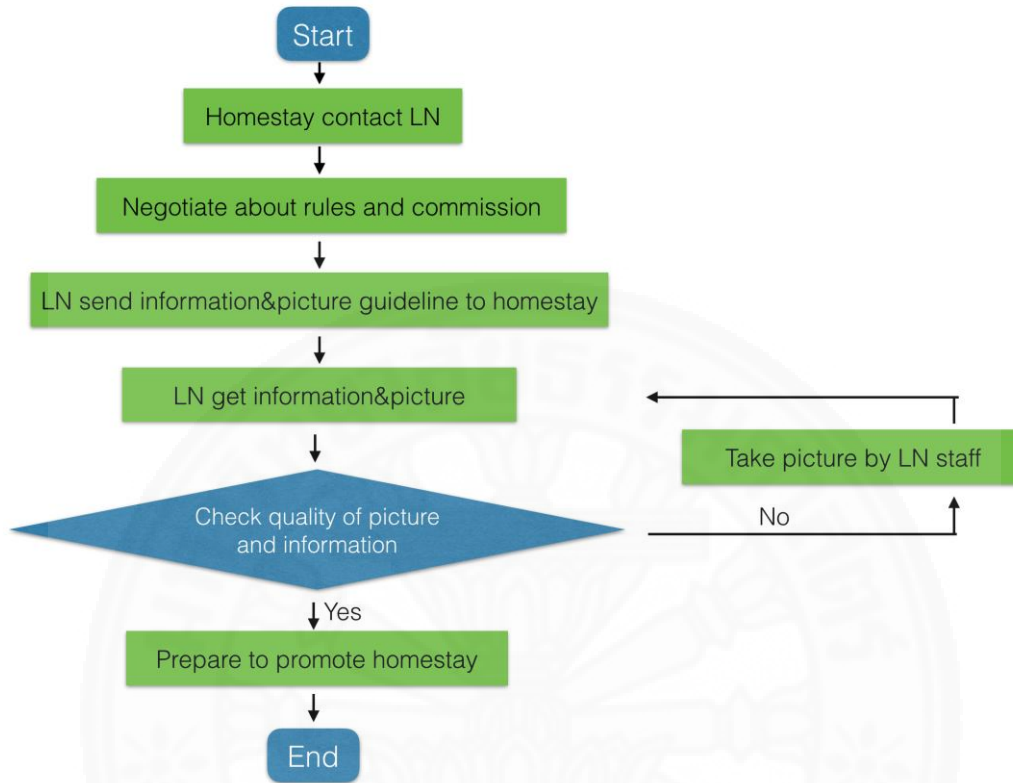 Start
Homestay contact LN
Negotiate about rules and commission
LN send information&picture guideline to homestay
LN get information&picture
Take picture by LN staff
Check quality of picture
and information
No
Yes
Prepare to promote homestay
End